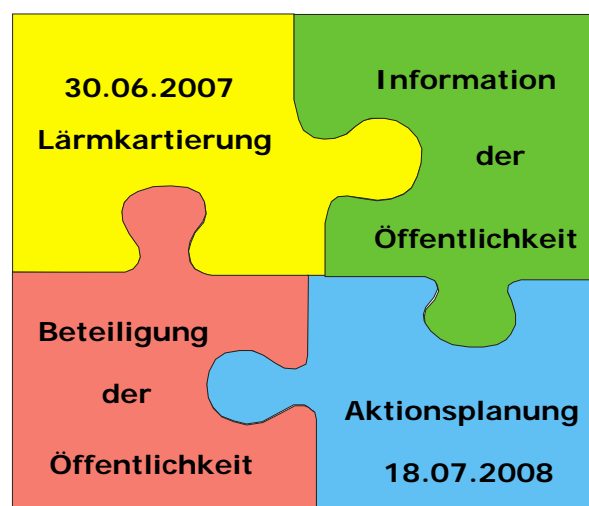 30.06.2007
Lärmkartierung
Information
der
Öffentlichkeit
Beteiligung
der
Öffentlichkeit
Aktionsplanung
18.07.2008